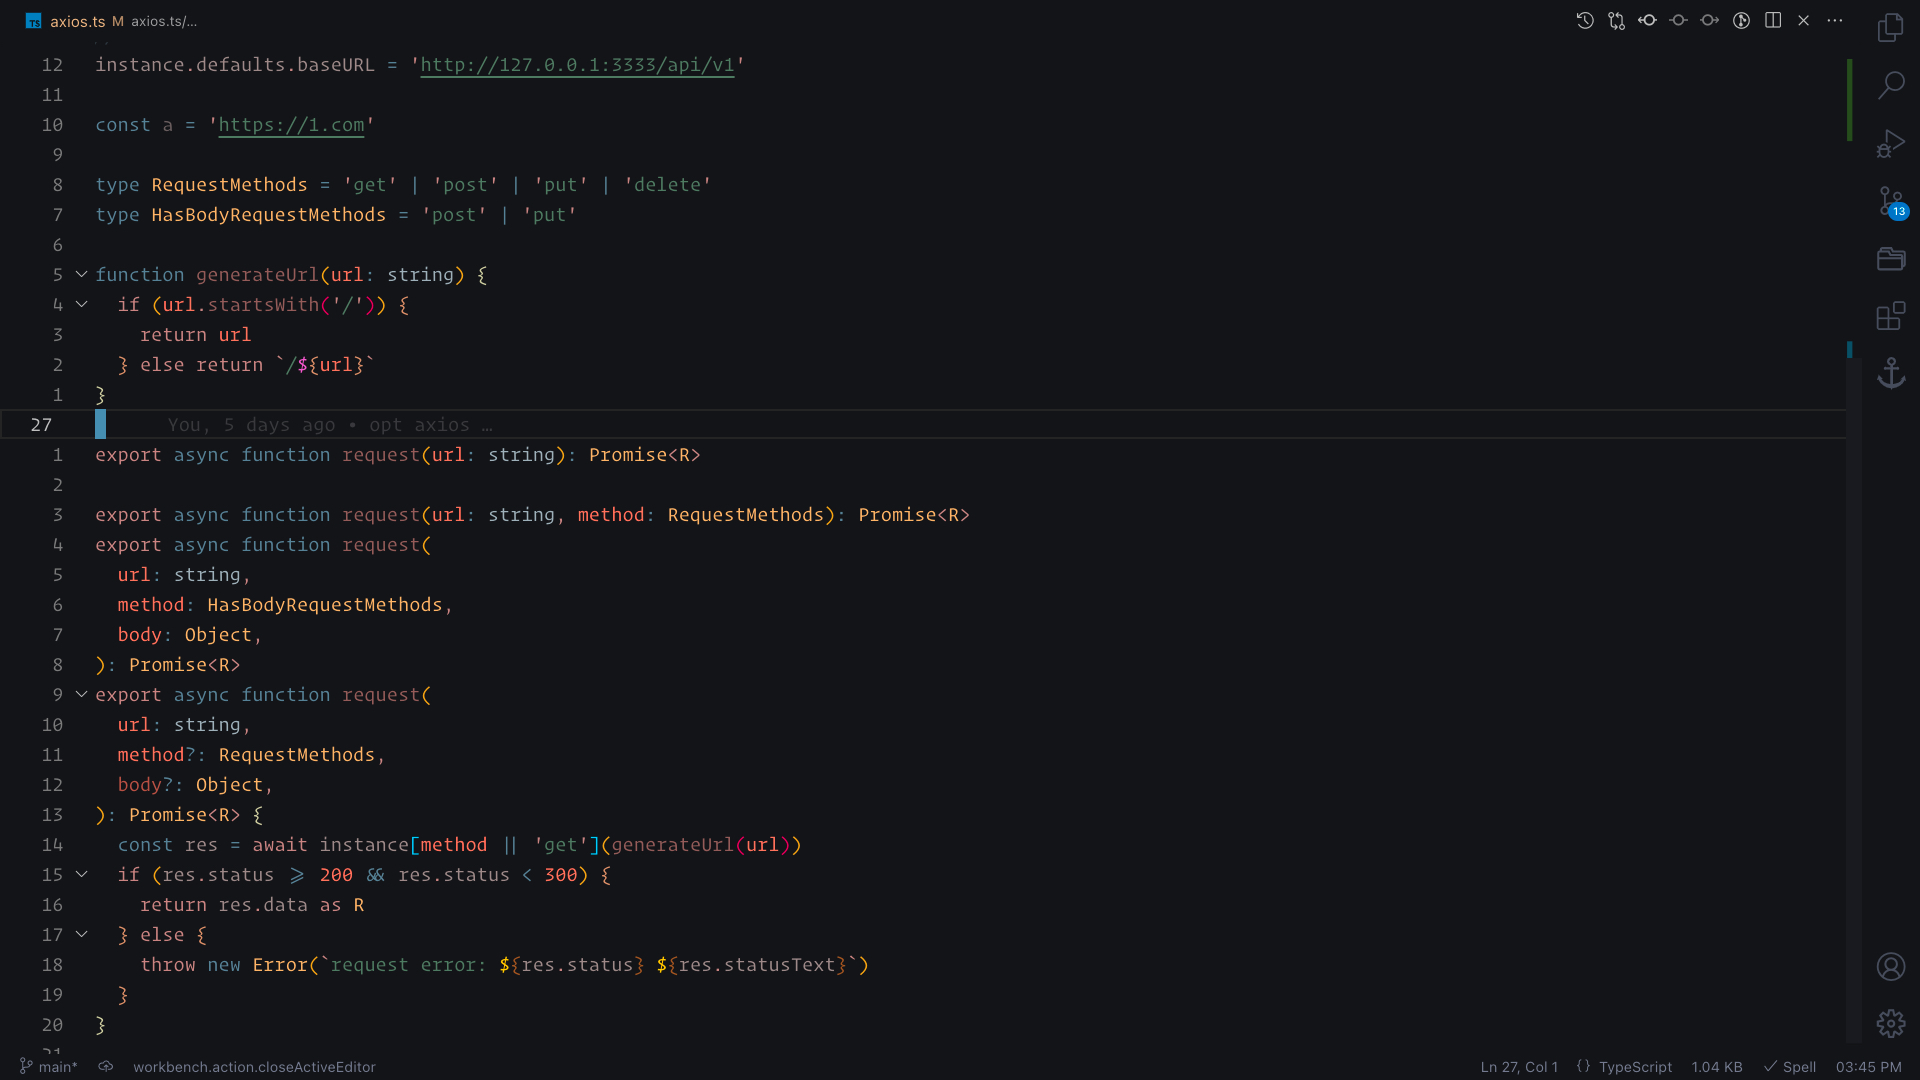 TS axios.ts M axios.ts/...
12 instance.defaults.baseURL = 'http://127.0.0.1:3333/api/v1'
11
10 const a = 'https://1.com'
9
8 type RequestMethods = 'get' | 'post' | 'put' | 'delete'
7 type HasBodyRequestMethods = 'post' | 'put'
6
5 function generateUrl(url: string) {
4 if (url.startsWith('/')) {
3 return url
2 } else return `/${url}`
1 }
27 You, 5 days ago • opt axios …
1 export async function request(url: string): Promise<R>
2
3 export async function request(url: string, method: RequestMethods): Promise<R>
4 export async function request(
5 url: string,
6 method: HasBodyRequestMethods,
7 body: Object,
8 ): Promise<R>
9 export async function request(
10 url: string,
11 method?: RequestMethods,
12 body?: Object,
13 ): Promise<R> {
14 const res = await instance[method || 'get'](generateUrl(url))
15 if (res.status >= 200 && res.status < 300) {
16 return res.data as R
17 } else {
18 throw new Error(`request error: ${res.status} ${res.statusText}`)
19 }
20 }
21
13
main* workbench.action.closeActiveEditor Ln 27, Col 1 {} TypeScript 1.04 KB Spell 03:45 PM